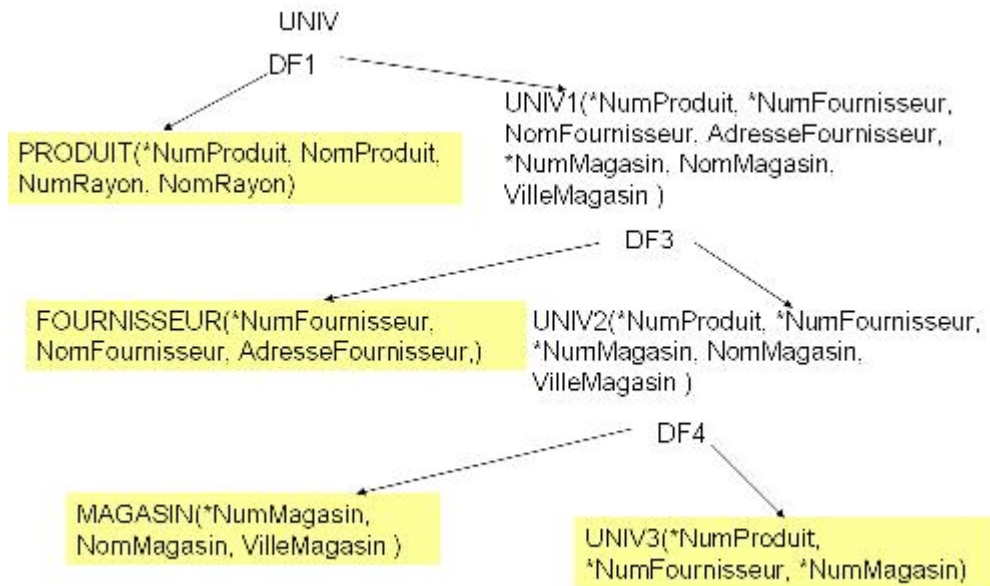 UNIV
DF1
UNIV1(*NumProduit, *NumFournisseur,
NomFournisseur, AdresseFournisseur,
*NumMagasin, NomMagasin,
VilleMagasin )
PRODUIT(*NumProduit, NomProduit,
NumRayon, NomRayon)
DF3
FOURNISSEUR(*NumFournisseur,
NomFournisseur, AdresseFournisseur,)
UNIV2(*NumProduit, *NumFournisseur,
*NumMagasin, NomMagasin,
VilleMagasin )
DF4
MAGASIN(*NumMagasin,
NomMagasin, VilleMagasin )
UNIV3(*NumProduit,
*NumFournisseur, *NumMagasin)